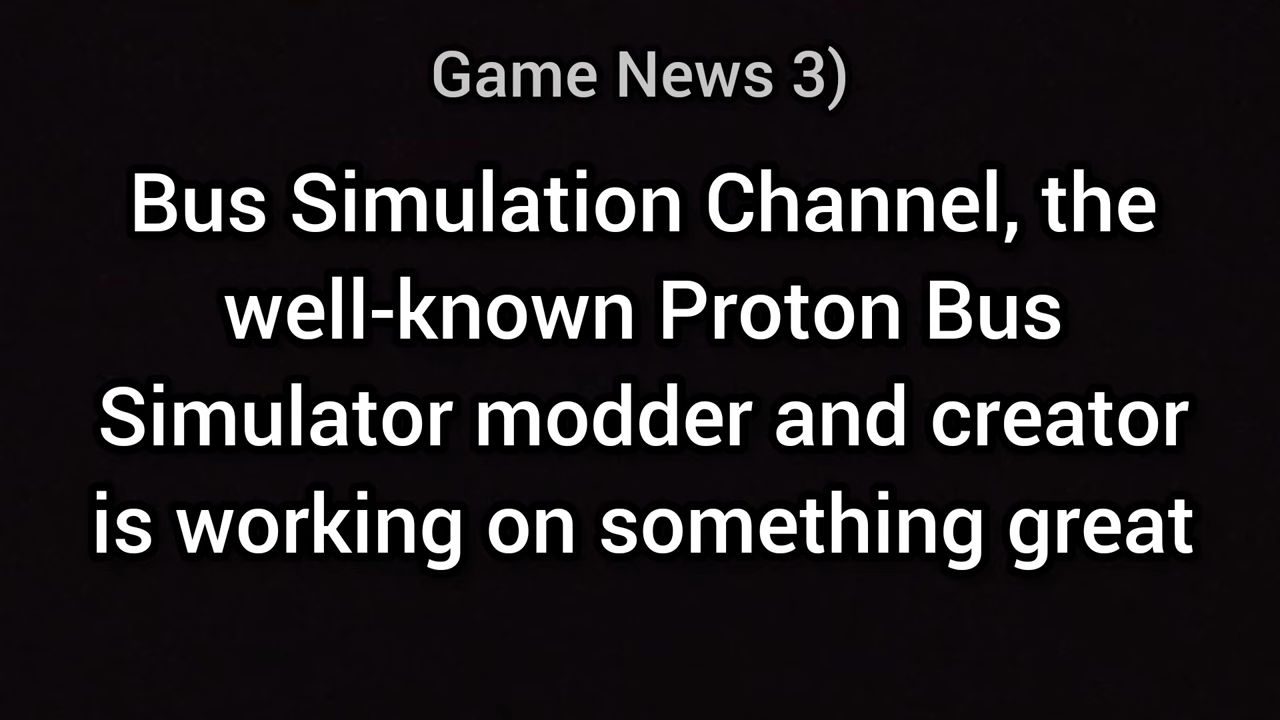 Game News 3)
Bus Simulation Channel, the
well-known Proton Bus
Simulator modder and creator
is working on something great